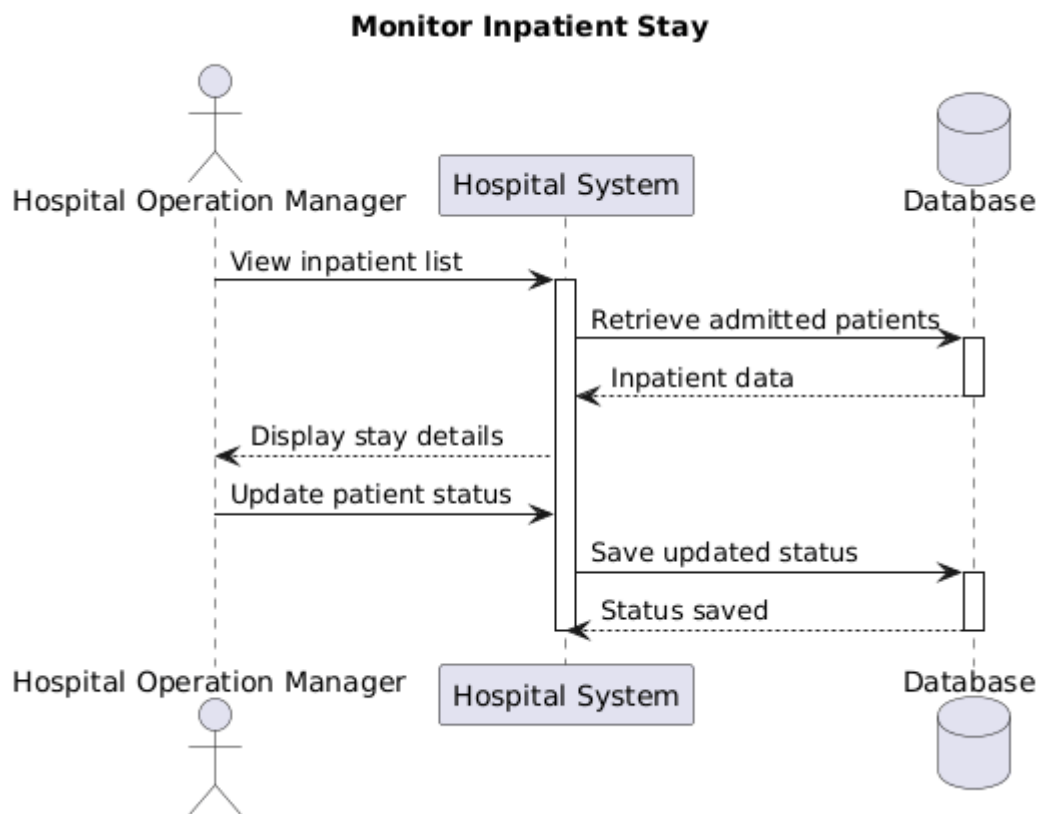 Monitor Inpatient Stay
Hospital Operation Manager
Hospital System
Database
View inpatient list
Retrieve admitted patients
Inpatient data
Display stay details
Update patient status
Save updated status
Status saved
Hospital Operation Manager
Hospital System
Database